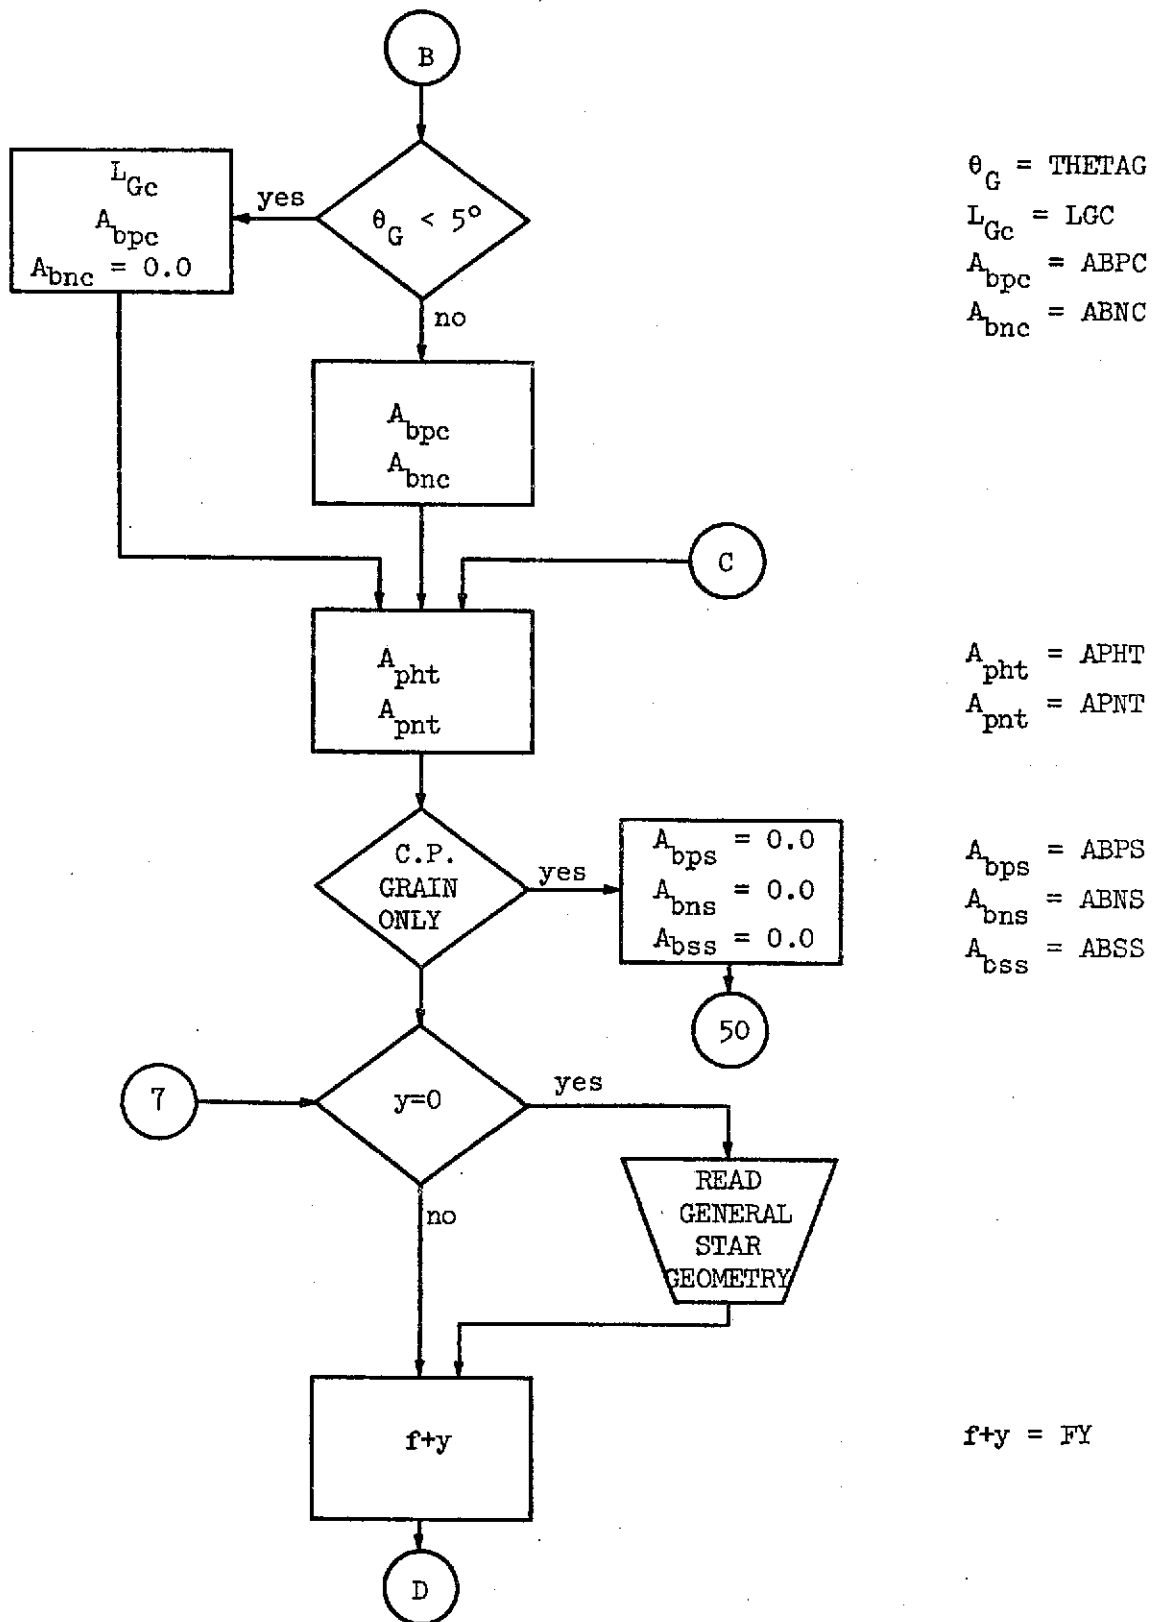 B
L_Gc
A_bpc
A_bnc = 0.0
yes
θ_G < 5°
no
θ_G = THETAG
L_Gc = LGC
A_bpc = ABPC
A_bnc = ABNC
A_bpc
A_bnc
C
A_pht
A_pnt
A_pht = APHT
A_pnt = APNT
C.P.
GRAIN
ONLY
yes
A_bps = 0.0
A_bns = 0.0
A_bss = 0.0
A_bps = ABPS
A_bns = ABNS
A_bss = ABSS
50
7
y=0
yes
no
READ
GENERAL
STAR
GEOMETRY
f+y
f+y = FY
D